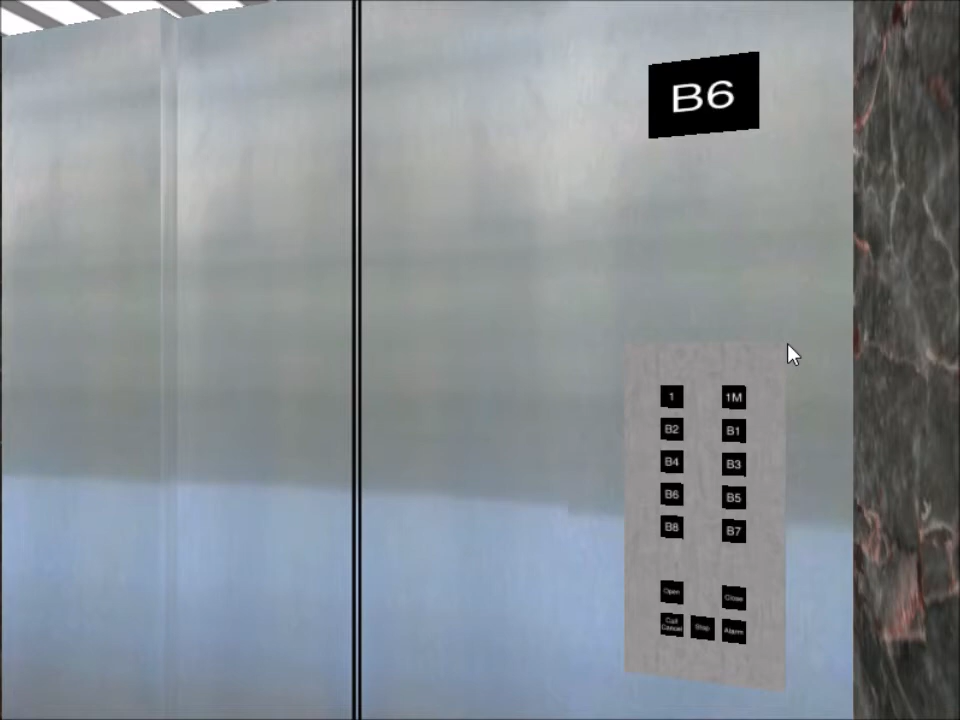 B6
1 1M
B2 B1
B4 B3
B6 B5
B8 B7
Open Close
Call Cancel Stop Alarm